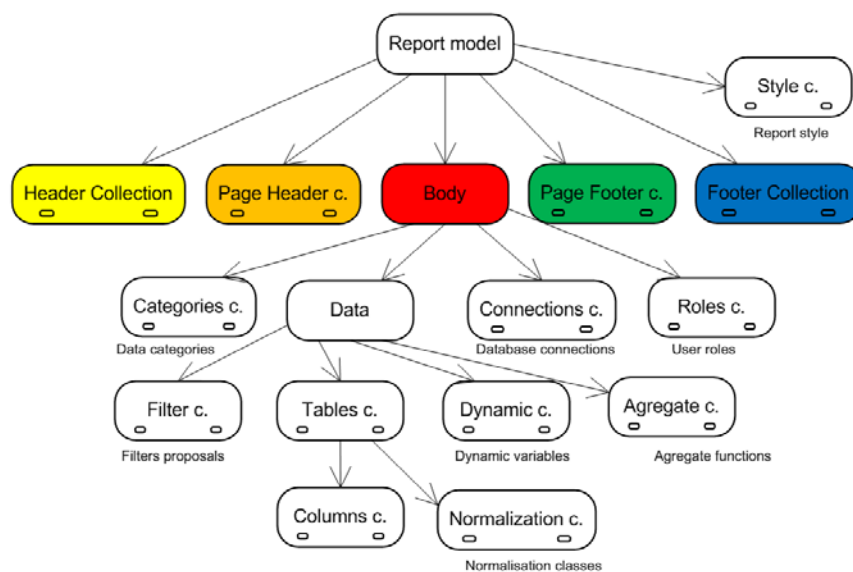 Report model
Style c.
Report style
Header Collection
Page Header c.
Body
Page Footer c.
Footer Collection
Categories c.
Data
Connections c.
Roles c.
Data categories
Database connections
User roles
Filter c.
Tables c.
Dynamic c.
Agregate c.
Filters proposals
Dynamic variables
Agregate functions
Columns c.
Normalization c.
Normalisation classes